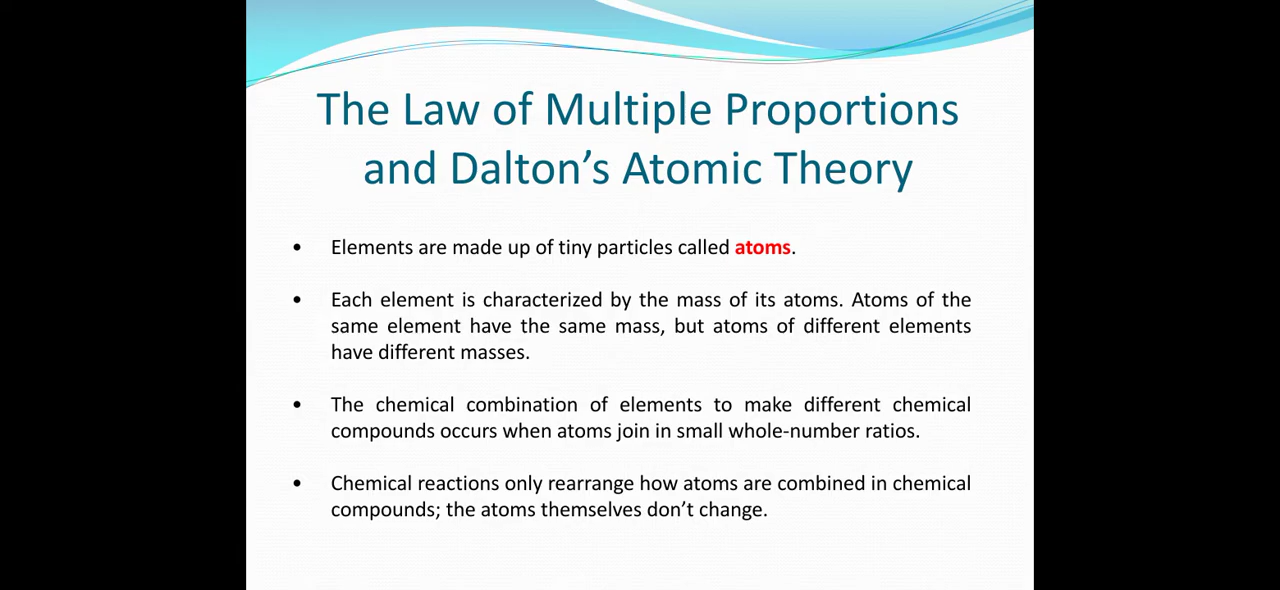 The Law of Multiple Proportions
and Dalton’s Atomic Theory
• Elements are made up of tiny particles called atoms.
• Each element is characterized by the mass of its atoms. Atoms of the
same element have the same mass, but atoms of different elements
have different masses.
• The chemical combination of elements to make different chemical
compounds occurs when atoms join in small whole-number ratios.
• Chemical reactions only rearrange how atoms are combined in chemical
compounds; the atoms themselves don’t change.